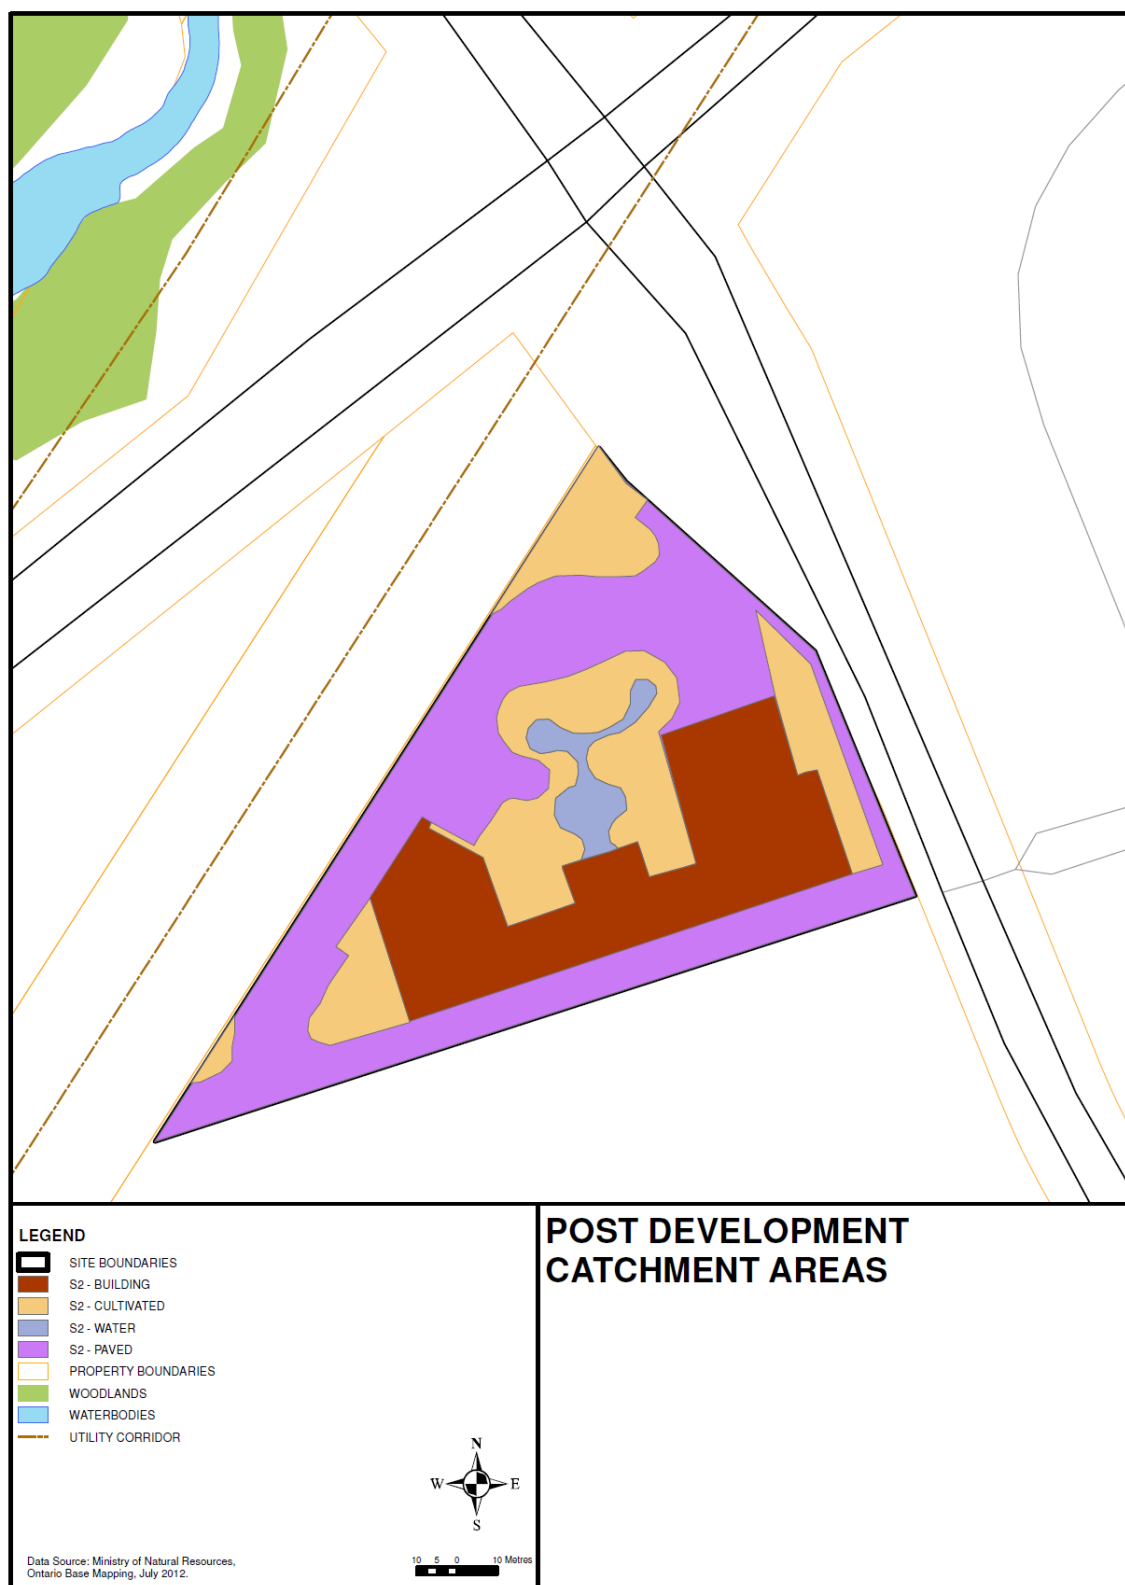 LEGEND
SITE BOUNDARIES
S2 - BUILDING
S2 - CULTIVATED
S2 - WATER
S2 - PAVED
PROPERTY BOUNDARIES
WOODLANDS
WATERBODIES
UTILITY CORRIDOR
N
W E
S
Data Source: Ministry of Natural Resources,
Ontario Base Mapping, July 2012.
10 5 0 10 Metres
POST DEVELOPMENT
CATCHMENT AREAS